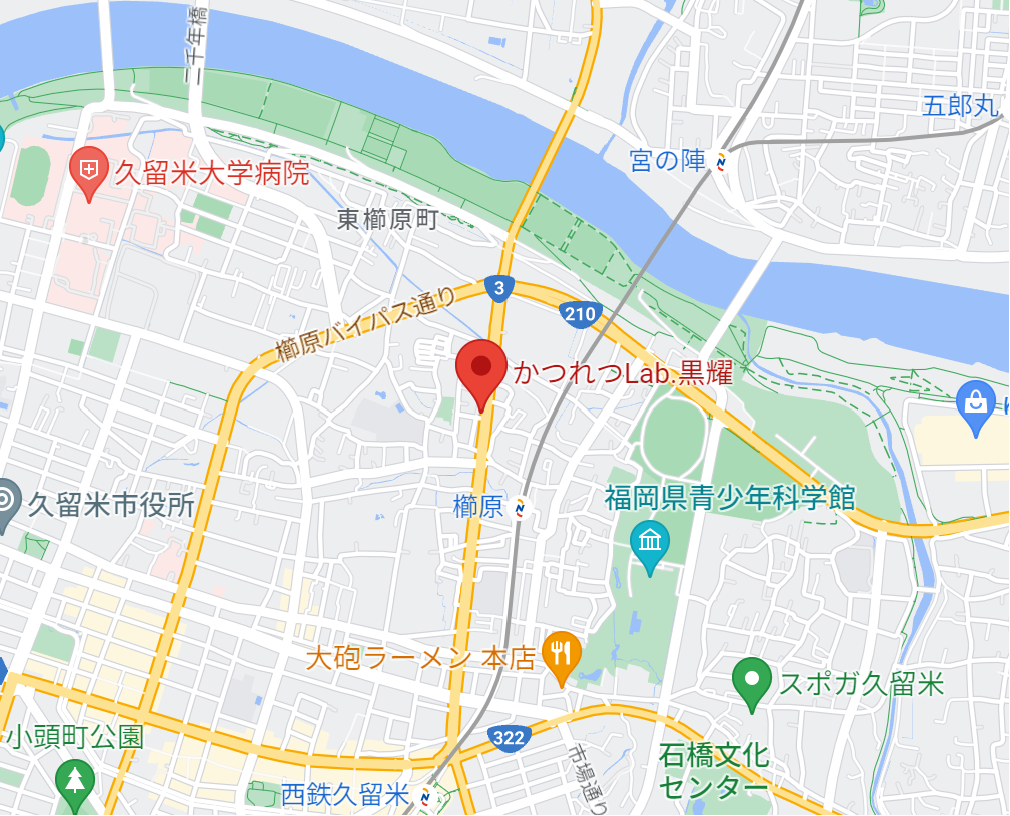 二千年橋
五郎丸
宮の陣
久留米大学病院
東櫛原町
3
210
櫛原バイパス通り
かつれつLab.黒耀
久留米市役所
櫛原
福岡県青少年科学館
大砲ラーメン 本店
スポガ久留米
小頭町公園
322
石橋文化
センター
市場通り
西鉄久留米